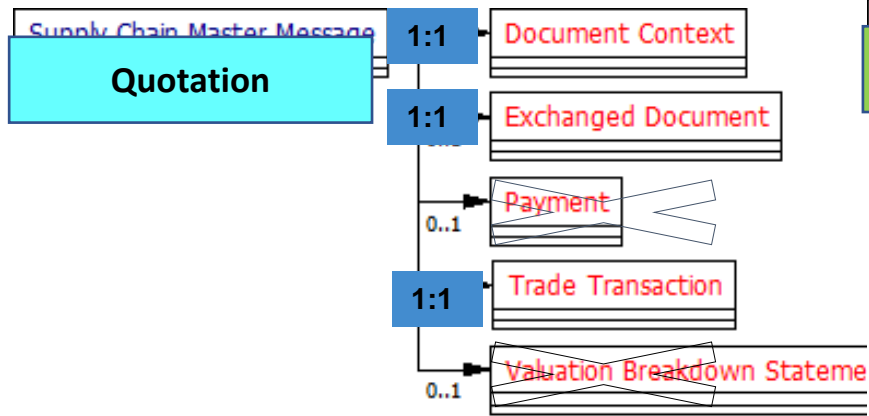 Supply Chain Master Message
Quotation
1:1
Document Context
1:1
Exchanged Document
0..1
Payment
1:1
Trade Transaction
0..1
Valuation Breakdown Stateme